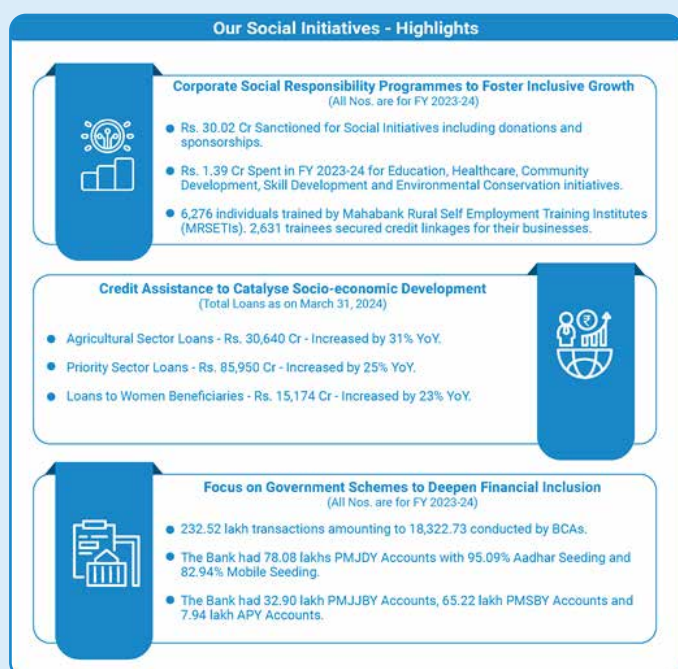 Our Social Initiatives - Highlights
Corporate Social Responsibility Programmes to Foster Inclusive Growth
(All Nos. are for FY 2023-24)
Rs. 30.02 Cr Sanctioned for Social Initiatives including donations and
sponsorships.
Rs. 1.39 Cr Spent in FY 2023-24 for Education, Healthcare, Community
Development, Skill Development and Environmental Conservation initiatives.
6,276 individuals trained by Mahabank Rural Self Employment Training Institutes
(MRSETIs). 2,631 trainees secured credit linkages for their businesses.
Credit Assistance to Catalyse Socio-economic Development
(Total Loans as on March 31, 2024)
Agricultural Sector Loans - Rs. 30,640 Cr - Increased by 31% YoY.
Priority Sector Loans - Rs. 85,950 Cr - Increased by 25% YoY.
Loans to Women Beneficiaries - Rs. 15,174 Cr - Increased by 23% YoY.
₹
Focus on Government Schemes to Deepen Financial Inclusion
(All Nos. are for FY 2023-24)
232.52 lakh transactions amounting to 18,322.73 conducted by BCAs.
The Bank had 78.08 lakhs PMJDY Accounts with 95.09% Aadhar Seeding and
82.94% Mobile Seeding.
The Bank had 32.90 lakh PMJJBY Accounts, 65.22 lakh PMSBY Accounts and
7.94 lakh APY Accounts.